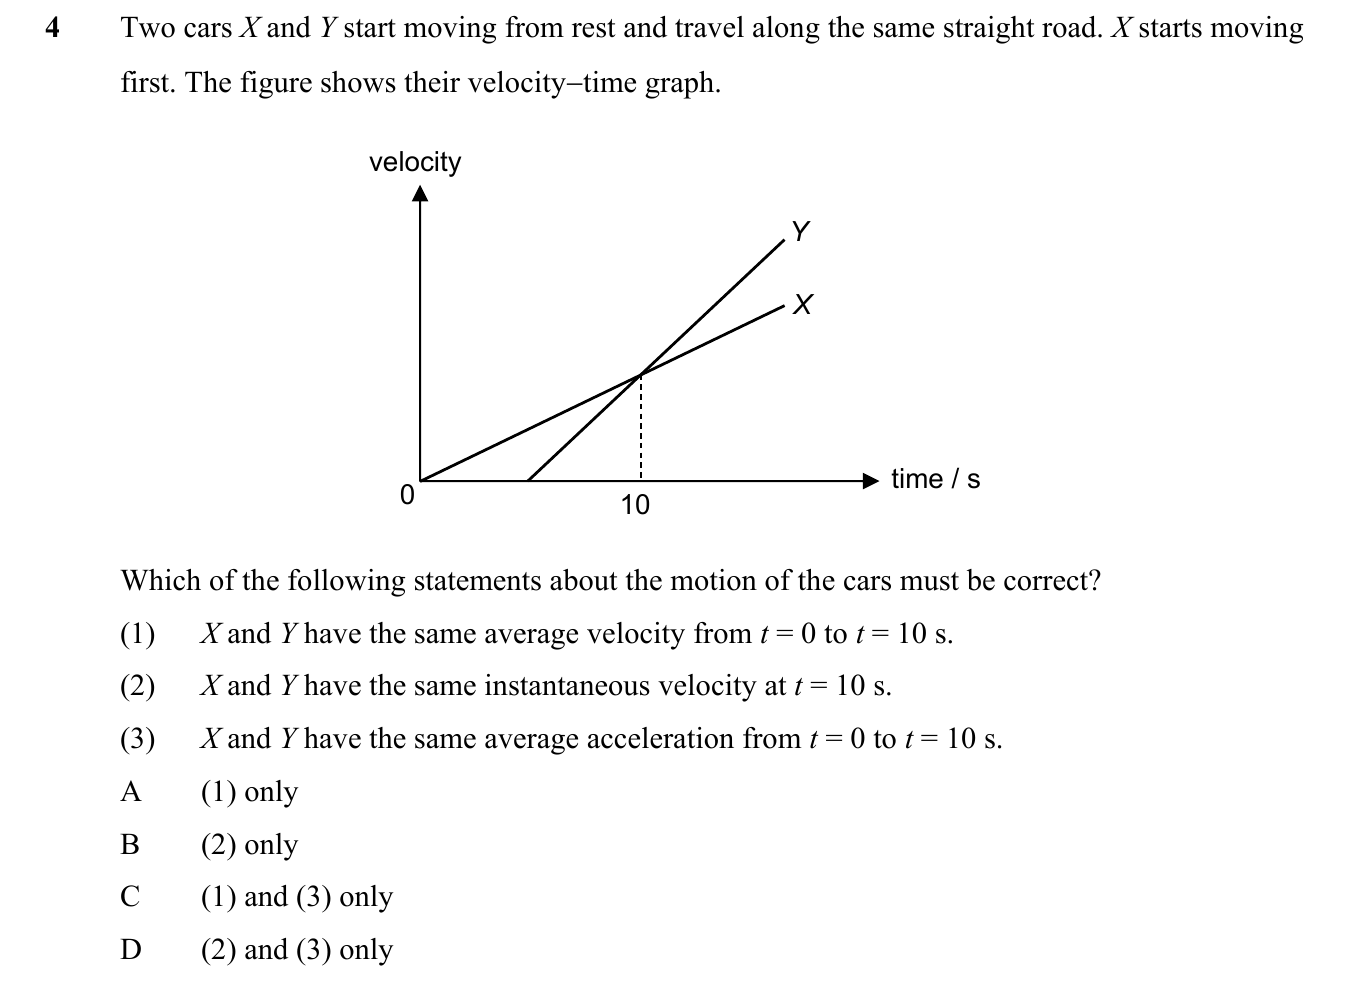 4 Two cars X and Y start moving from rest and travel along the same straight road. X starts moving
first. The figure shows their velocity–time graph.
velocity
Y
X
time / s
0
10
Which of the following statements about the motion of the cars must be correct?
(1) X and Y have the same average velocity from t = 0 to t = 10 s.
(2) X and Y have the same instantaneous velocity at t = 10 s.
(3) X and Y have the same average acceleration from t = 0 to t = 10 s.
A (1) only
B (2) only
C (1) and (3) only
D (2) and (3) only